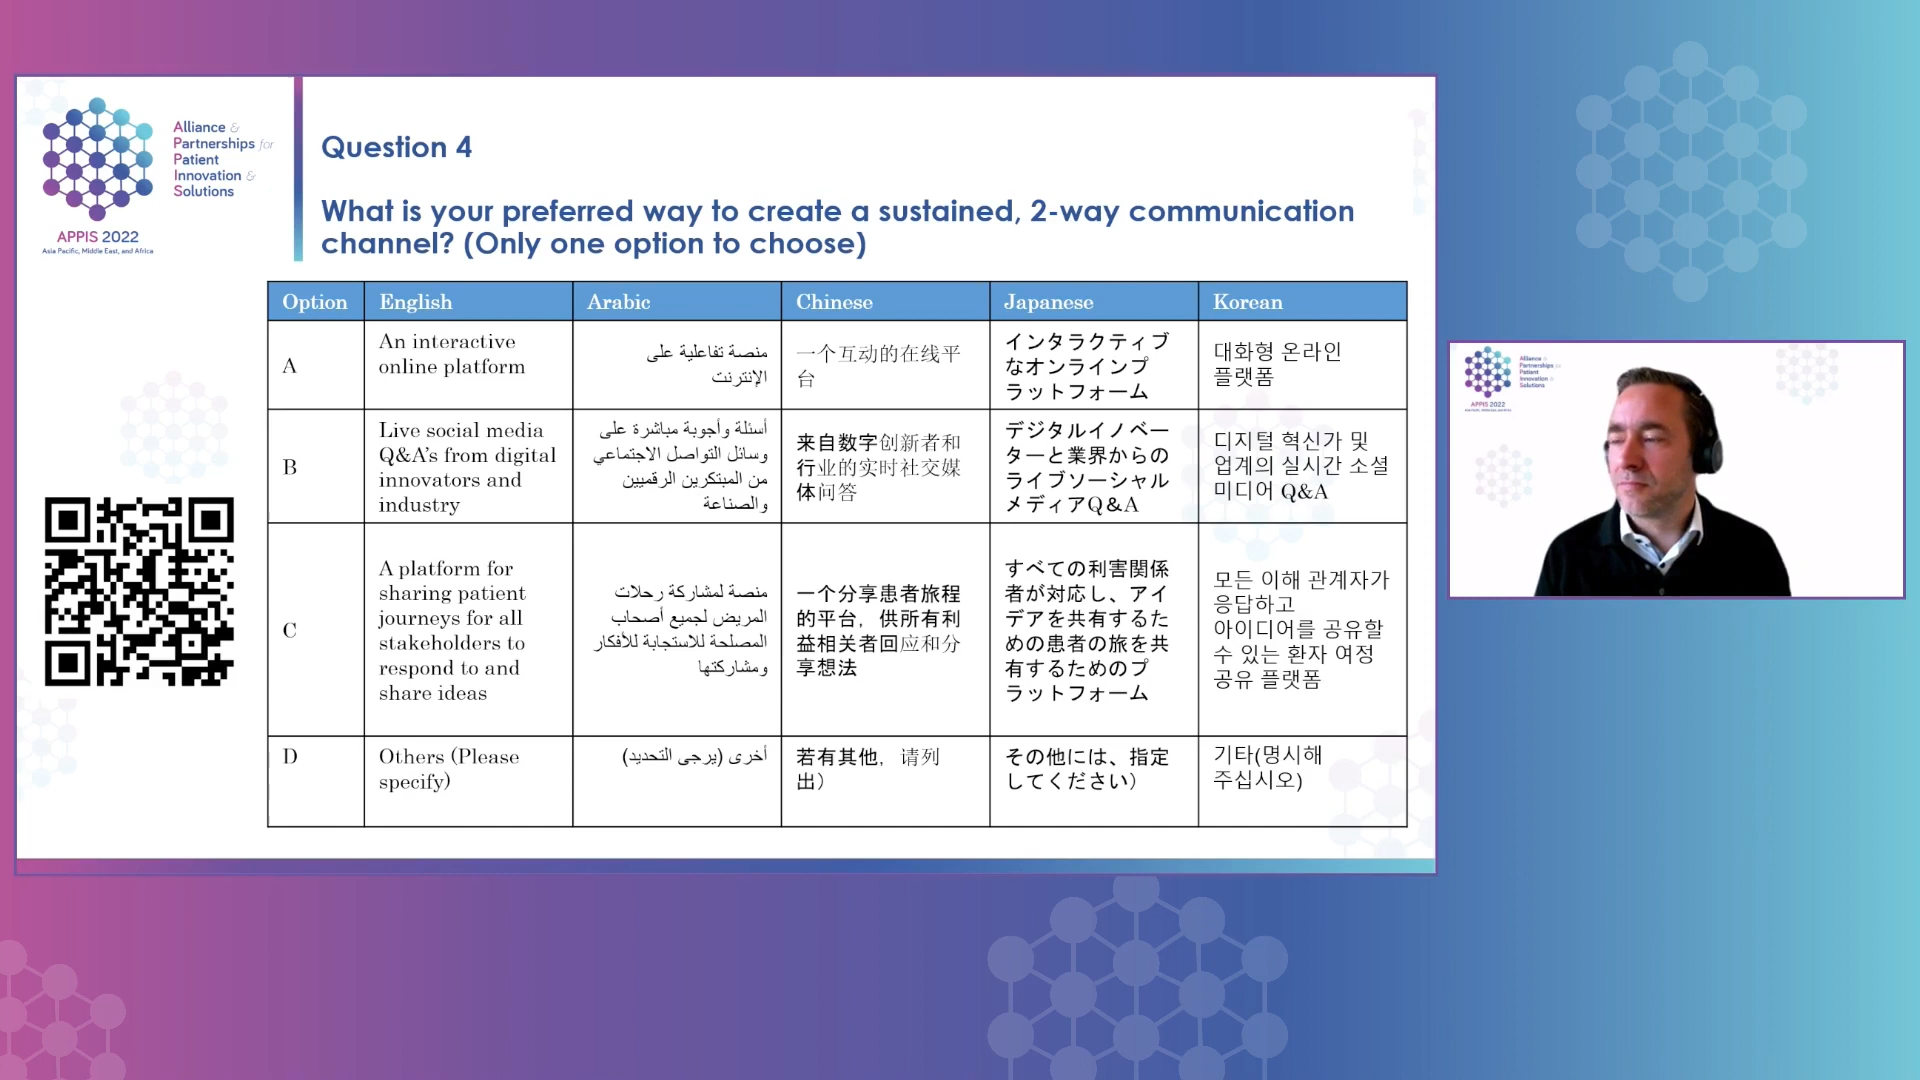 Alliance &
Partnerships for
Patient
Innovation &
Solutions
APPIS 2022
Asia Pacific, Middle East, and Africa
Question 4
What is your preferred way to create a sustained, 2-way communication
channel? (Only one option to choose)
Option
English
Arabic
Chinese
Japanese
Korean
A
An interactive
online platform
منصة تفاعلية على
الإنترنت
一个互动的在线平
台
インタラクティブ
なオンラインプ
ラットフォーム
대화형 온라인
플랫폼
B
Live social media
Q&A’s from digital
innovators and
industry
أسئلة وأجوبة مباشرة على
وسائل التواصل الاجتماعي
من المبتكرين الرقميين
والصناعة
来自数字创新者和
行业的实时社交媒
体问答
デジタルイノベー
ターと業界からの
ライブソーシャル
メディアQ＆A
디지털 혁신가 및
업계의 실시간 소셜
미디어 Q&A
C
A platform for
sharing patient
journeys for all
stakeholders to
respond to and
share ideas
منصة لمشاركة رحلات
المريض لجميع أصحاب
المصلحة للاستجابة للأفكار
ومشاركتها
一个分享患者旅程
的平台，供所有利
益相关者回应和分
享想法
すべての利害関係
者が対応し、アイ
デアを共有するた
めの患者の旅を共
有するためのプ
ラットフォーム
모든 이해 관계자가
응답하고
아이디어를 공유할
수 있는 환자 여정
공유 플랫폼
D
Others (Please
specify)
أخرى (يرجى التحديد)
若有其他，请列
出）
その他には、指定
してください）
기타(명시해
주십시오)
Alliance &
Partnerships for
Patient
Innovation &
Solutions
APPIS 2022